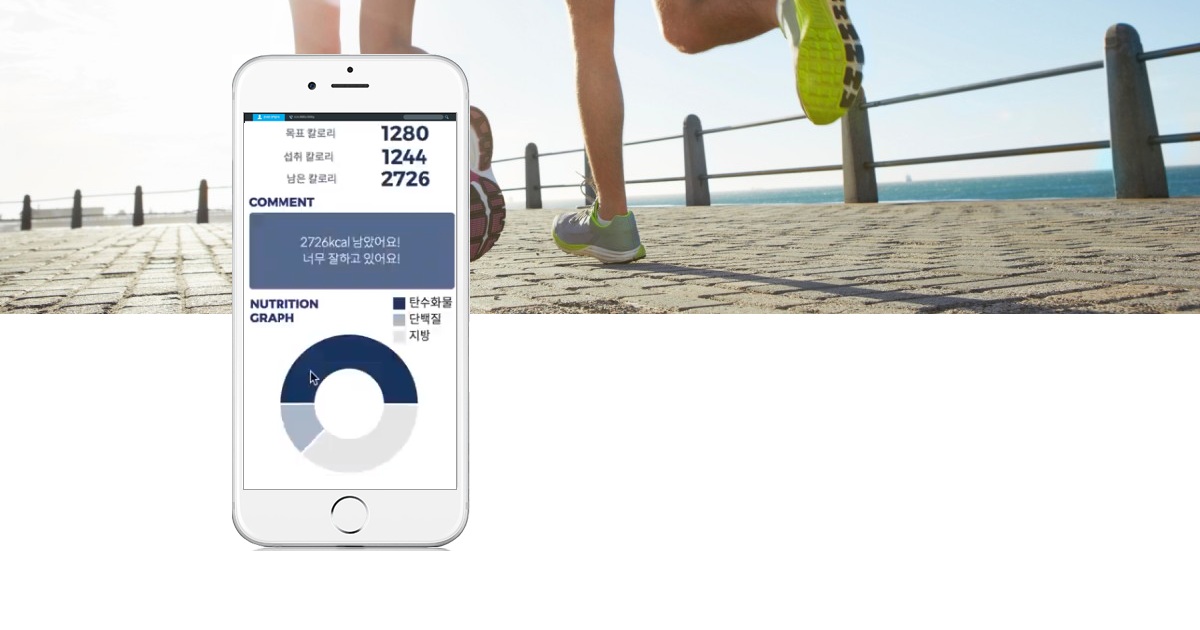 목표 칼로리 1280
섭취 칼로리 1244
남은 칼로리 2726
COMMENT
2726kcal 남았어요!
너무 잘하고 있어요!
NUTRITION
GRAPH
탄수화물
단백질
지방